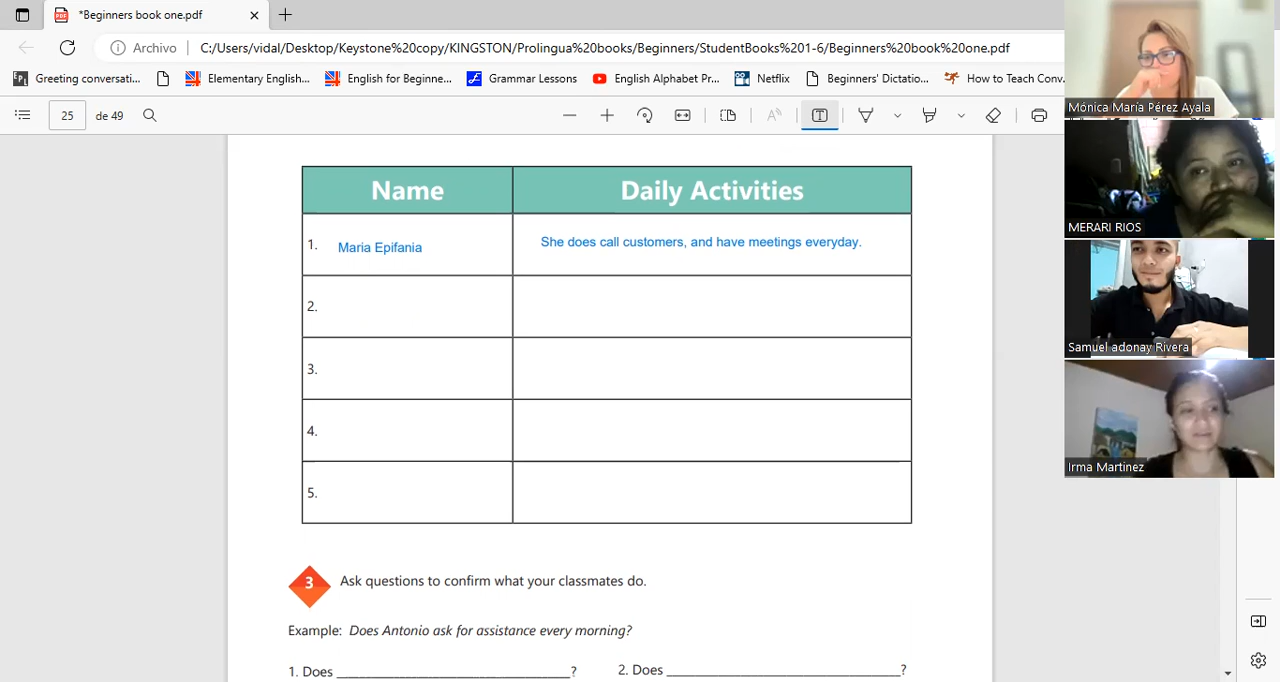 *Beginners book one.pdf
Archivo
C:/Users/vidal/Desktop/Keystone%20copy/KINGSTON/Prolingua%20books/Beginners/StudentBooks%201-6/Beginners%20book%20one.pdf
Greeting conversati...
Elementary English...
English for Beginne...
Grammar Lessons
English Alphabet Pr...
Netflix
Beginners' Dictatio...
How to Teach Conv
25 de 49
Name
Daily Activities
1. Maria Epifania
She does call customers, and have meetings everyday.
2.
3.
4.
5.
3 Ask questions to confirm what your classmates do.
Example: Does Antonio ask for assistance every morning?
1. Does ____________________________?
2. Does ____________________________?
Mónica María Pérez Ayala
MERARI RIOS
Samuel adonay Rivera
Irma Martinez